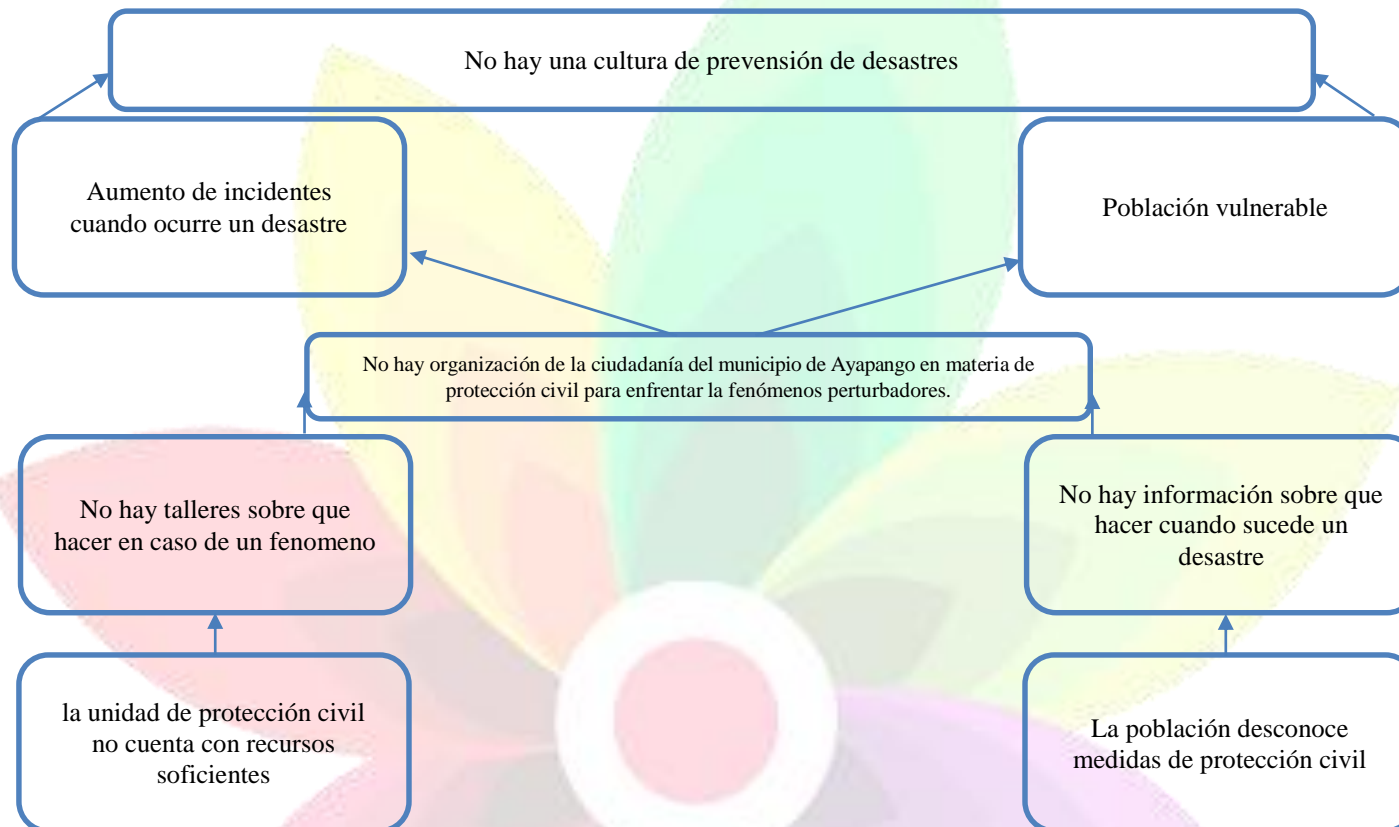 No hay una cultura de prevensión de desastres
Aumento de incidentes
cuando ocurre un desastre
Población vulnerable
No hay organización de la ciudadanía del municipio de Ayapango en materia de
protección civil para enfrentar la fenómenos perturbadores.
No hay talleres sobre que
hacer en caso de un fenomeno
No hay información sobre que
hacer cuando sucede un
desastre
la unidad de protección civil
no cuenta con recursos
soficientes
La población desconoce
medidas de protección civil